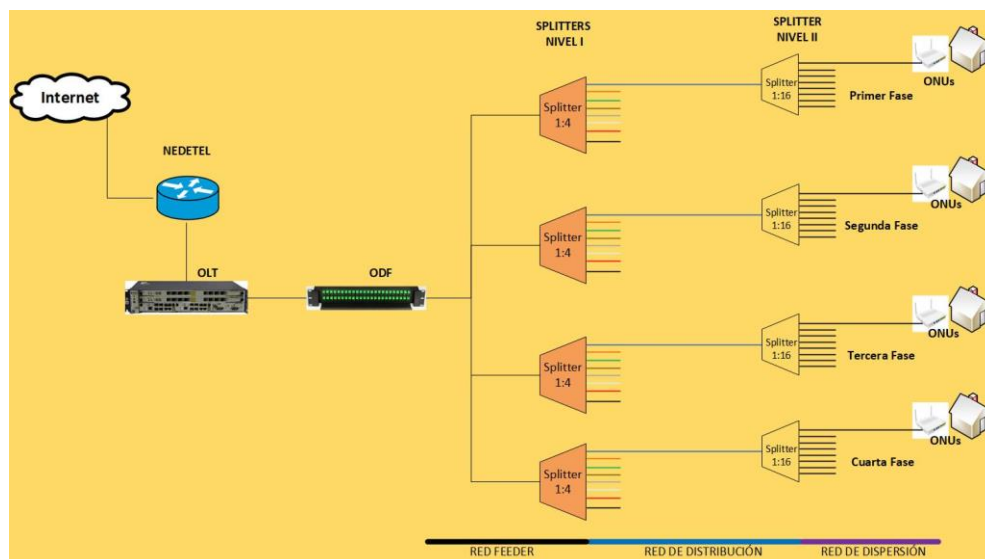 SPLITTERS
NIVEL I
SPLITTER
NIVEL II
Internet
NEDETEL
OLT
ODF
Splitter
1:4
Splitter
1:16
ONUs
Primer Fase
Splitter
1:4
Splitter
1:16
ONUs
Segunda Fase
Splitter
1:4
Splitter
1:16
ONUs
Tercera Fase
Splitter
1:4
Splitter
1:16
ONUs
Cuarta Fase
RED FEEDER
RED DE DISTRIBUCIÓN
RED DE DISPERSIÓN